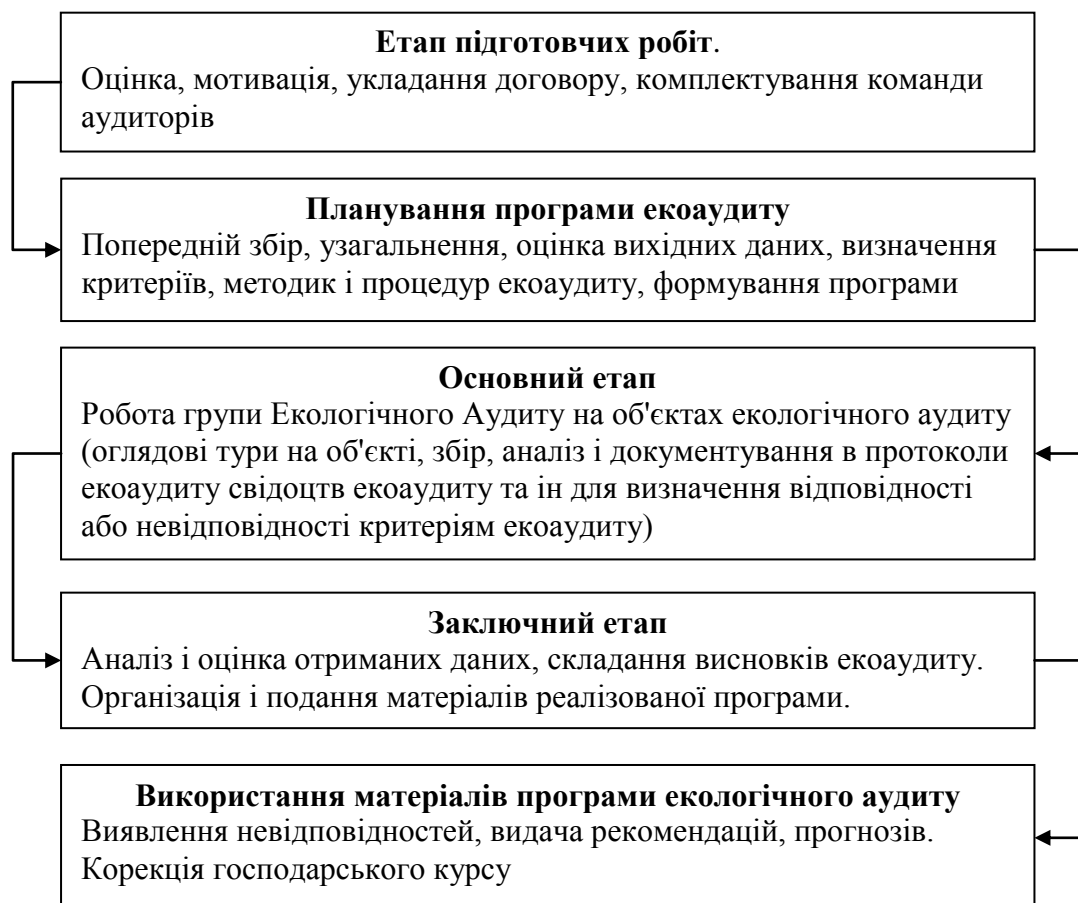 Етап підготовчих робіт.
Оцінка, мотивація, укладання договору, комплектування команди
аудиторів
Планування програми екоаудиту
Попередній збір, узагальнення, оцінка вихідних даних, визначення
критеріїв, методик і процедур екоаудиту, формування програми
Основний етап
Робота групи Екологічного Аудиту на об'єктах екологічного аудиту
(оглядові тури на об'єкті, збір, аналіз і документування в протоколи
екоаудиту свідоцтв екоаудиту та ін для визначення відповідності
або невідповідності критеріям екоаудиту)
Заключний етап
Аналіз і оцінка отриманих даних, складання висновків екоаудиту.
Організація і подання матеріалів реалізованої програми.
Використання матеріалів програми екологічного аудиту
Виявлення невідповідностей, видача рекомендацій, прогнозів.
Корекція господарського курсу